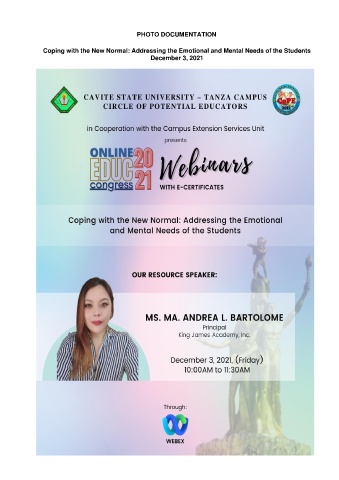 PHOTO DOCUMENTATION
Coping with the New Normal: Addressing the Emotional and Mental Needs of the Students
December 3, 2021
CAVITE STATE UNIVERSITY – TANZA CAMPUS
CIRCLE OF POTENTIAL EDUCATORS
CoPE
in Cooperation with the Campus Extension Services Unit
presents
ONLINE
EDUC
congress
20
21
Webinars
WITH E-CERTIFICATES
Coping with the New Normal: Addressing the Emotional
and Mental Needs of the Students
OUR RESOURCE SPEAKER:
MS. MA. ANDREA L. BARTOLOME
Principal
King James Academy, Inc.
December 3, 2021, (Friday)
10:00AM to 11:30AM
Through:
WEBEX